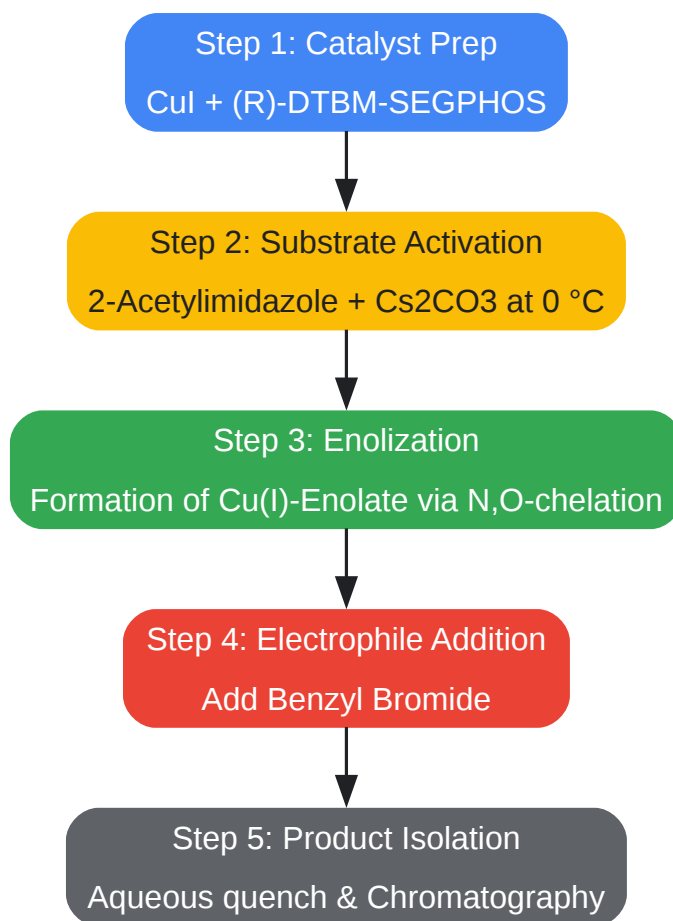 Step 1: Catalyst Prep
CuI + (R)-DTBM-SEGPHOS
Step 2: Substrate Activation
2-Acetylimidazole + Cs2CO3 at 0 °C
Step 3: Enolization
Formation of Cu(I)-Enolate via N,O-chelation
Step 4: Electrophile Addition
Add Benzyl Bromide
Step 5: Product Isolation
Aqueous quench & Chromatography